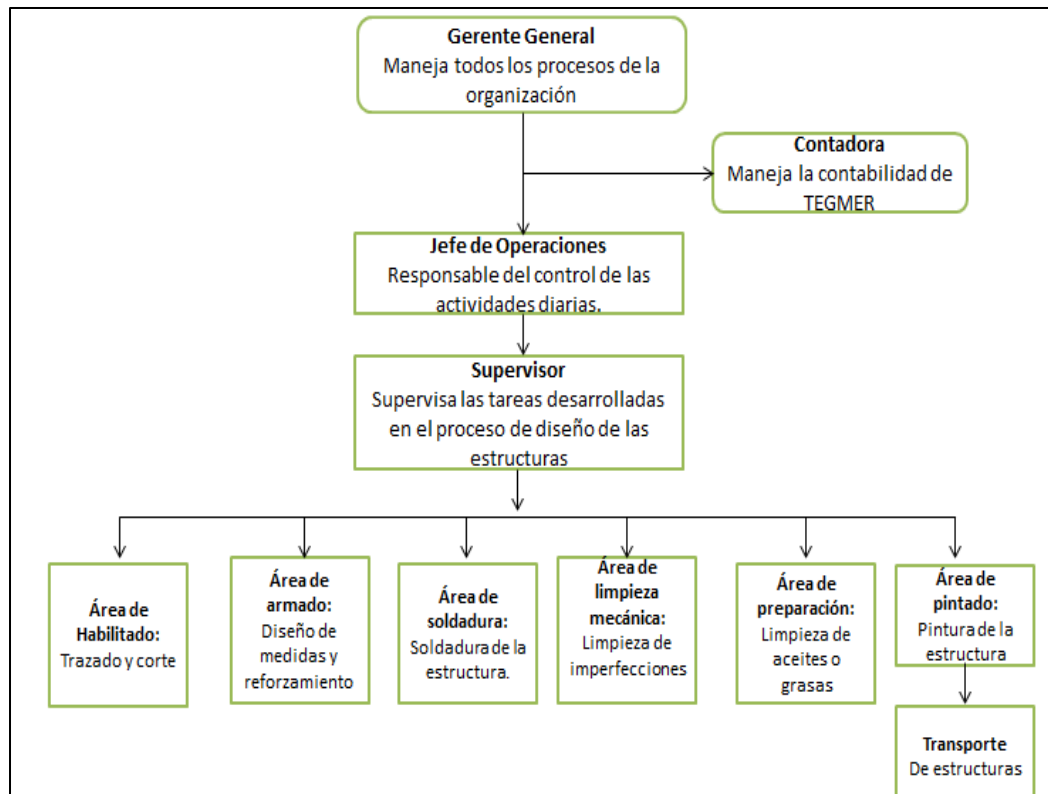 Gerente General
Maneja todos los procesos de la
organización
Contadora
Maneja la contabilidad de
TEGMER
Jefe de Operaciones
Responsable del control de las
actividades diarias.
Supervisor
Supervisa las tareas desarrolladas
en el proceso de diseño de las
estructuras
Área de
Habilitado:
Trazado y corte
Área de
armado:
Diseño de
medidas y
reforzamiento
Área de
soldadura:
Soldadura de la
estructura.
Área de
limpieza
mecánica:
Limpieza de
imperfecciones
Área de
preparación:
Limpieza de
aceites o
grasas
Área de
pintado:
Pintura de la
estructura
Transporte
De estructuras